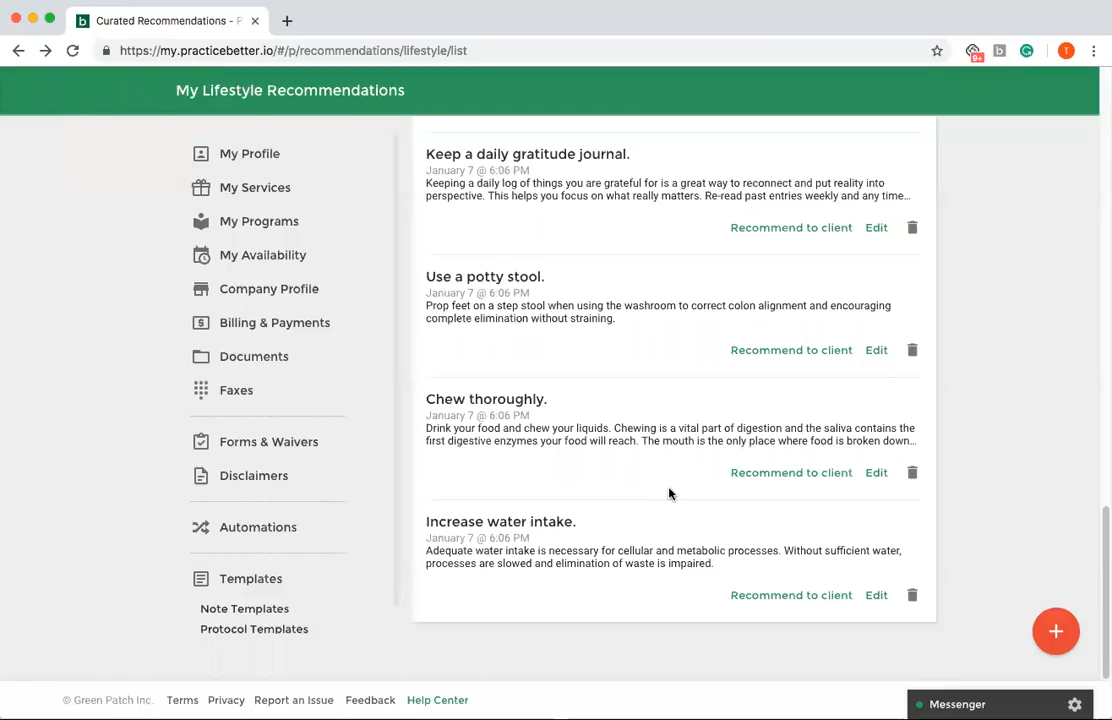 Curated Recommendations - P
https://my.practicebetter.io/#/p/recommendations/lifestyle/list
9+
b
T
My Lifestyle Recommendations
My Profile
My Services
My Programs
My Availability
Company Profile
Billing & Payments
Documents
Faxes
Forms & Waivers
Disclaimers
Automations
Templates
Note Templates
Protocol Templates
Keep a daily gratitude journal.
January 7 @ 6:06 PM
Keeping a daily log of things you are grateful for is a great way to reconnect and put reality into
perspective. This helps you focus on what really matters. Re-read past entries weekly and any time...
Recommend to client Edit
Use a potty stool.
January 7 @ 6:06 PM
Prop feet on a step stool when using the washroom to correct colon alignment and encouraging
complete elimination without straining.
Recommend to client Edit
Chew thoroughly.
January 7 @ 6:06 PM
Drink your food and chew your liquids. Chewing is a vital part of digestion and the saliva contains the
first digestive enzymes your food will reach. The mouth is the only place where food is broken down...
Recommend to client Edit
Increase water intake.
January 7 @ 6:06 PM
Adequate water intake is necessary for cellular and metabolic processes. Without sufficient water,
processes are slowed and elimination of waste is impaired.
Recommend to client Edit
© Green Patch Inc. Terms Privacy Report an Issue Feedback Help Center
Messenger